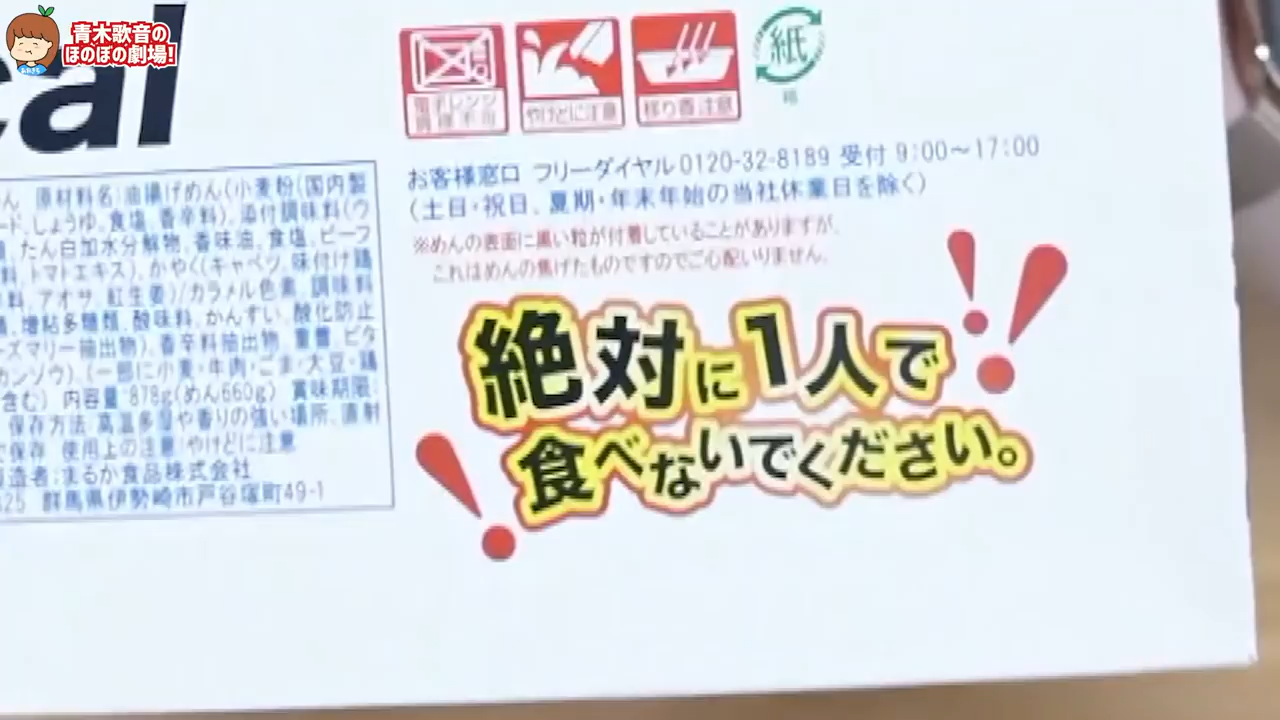 青木歌音の
ほのぼの劇場!
cal
電子レンジ
調理不可
やけどに注意
移り香注意
紙
箱
お客様窓口 フリーダイヤル 0120-32-8189 受付 9:00～17:00
(土日・祝日、夏期・年末年始の当社休業日を除く)
※めんの表面に黒い粒が付着していることがありますが、
これはめんの焦げたものですのでご心配いりません。
ん 原材料名:油揚げめん(小麦粉(国内製
ード、しょうゆ、食塩、香辛料)、添付調味料(ウ
、たん白加水分解物、香味油、食塩、ビーフ
料、トマトエキス)、かやく(キャベツ、味付け鶏
料、アオサ、紅生姜)/カラメル色素、調味料
、増粘多糖類、酸味料、かんすい、酸化防止
ーズマリー抽出物)、香辛料抽出物、重曹、ビタ
カンゾウ)、(一部に小麦・牛肉・ごま・大豆・鶏
含む) 内容量:878g(めん660g) 賞味期限:
保存方法:高温多湿や香りの強い場所、直射
て保存 使用上の注意:やけどに注意
造者:まるか食品株式会社
25 群馬県伊勢崎市戸谷塚町49-1
絶対に1人で!!
!食べないでください。